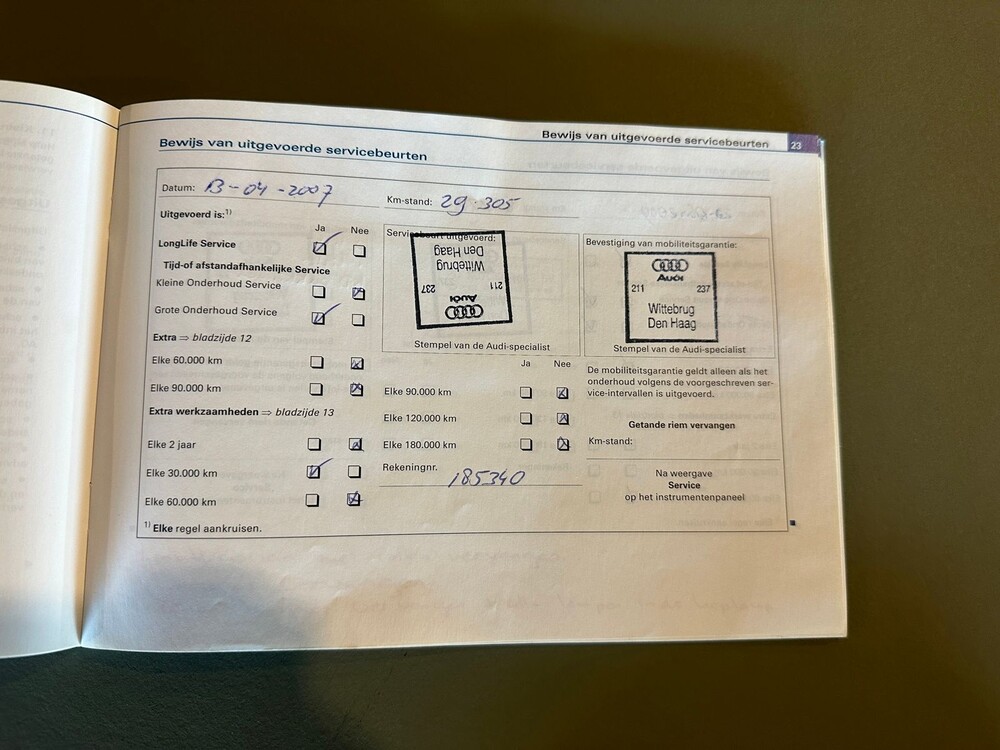 Bewijs van uitgevoerde servicebeurten 23
Bewijs van uitgevoerde servicebeurten
Datum: 13-04-2007
Km-stand: 29.305
Uitgevoerd is:1)
Ja Nee
LongLife Service
Tijd-of afstandafhankelijke Service
Kleine Onderhoud Service
Grote Onderhoud Service
Extra ⇒ bladzijde 12
Elke 60.000 km
Elke 90.000 km
Extra werkzaamheden ⇒ bladzijde 13
Elke 2 jaar
Elke 30.000 km
Elke 60.000 km
1) Elke regel aankruisen.
Servicebeurt uitgevoerd:
Audi
211 237
Wittebrug
Den Haag
Stempel van de Audi-specialist
Ja Nee
Elke 90.000 km
Elke 120.000 km
Elke 180.000 km
Rekeningnr.
185340
Bevestiging van mobiliteitsgarantie:
Audi
211 237
Wittebrug
Den Haag
Stempel van de Audi-specialist
De mobiliteitsgarantie geldt alleen als het
onderhoud volgens de voorgeschreven ser-
vice-intervallen is uitgevoerd.
Getande riem vervangen
Km-stand:
Na weergave
Service
op het instrumentenpaneel